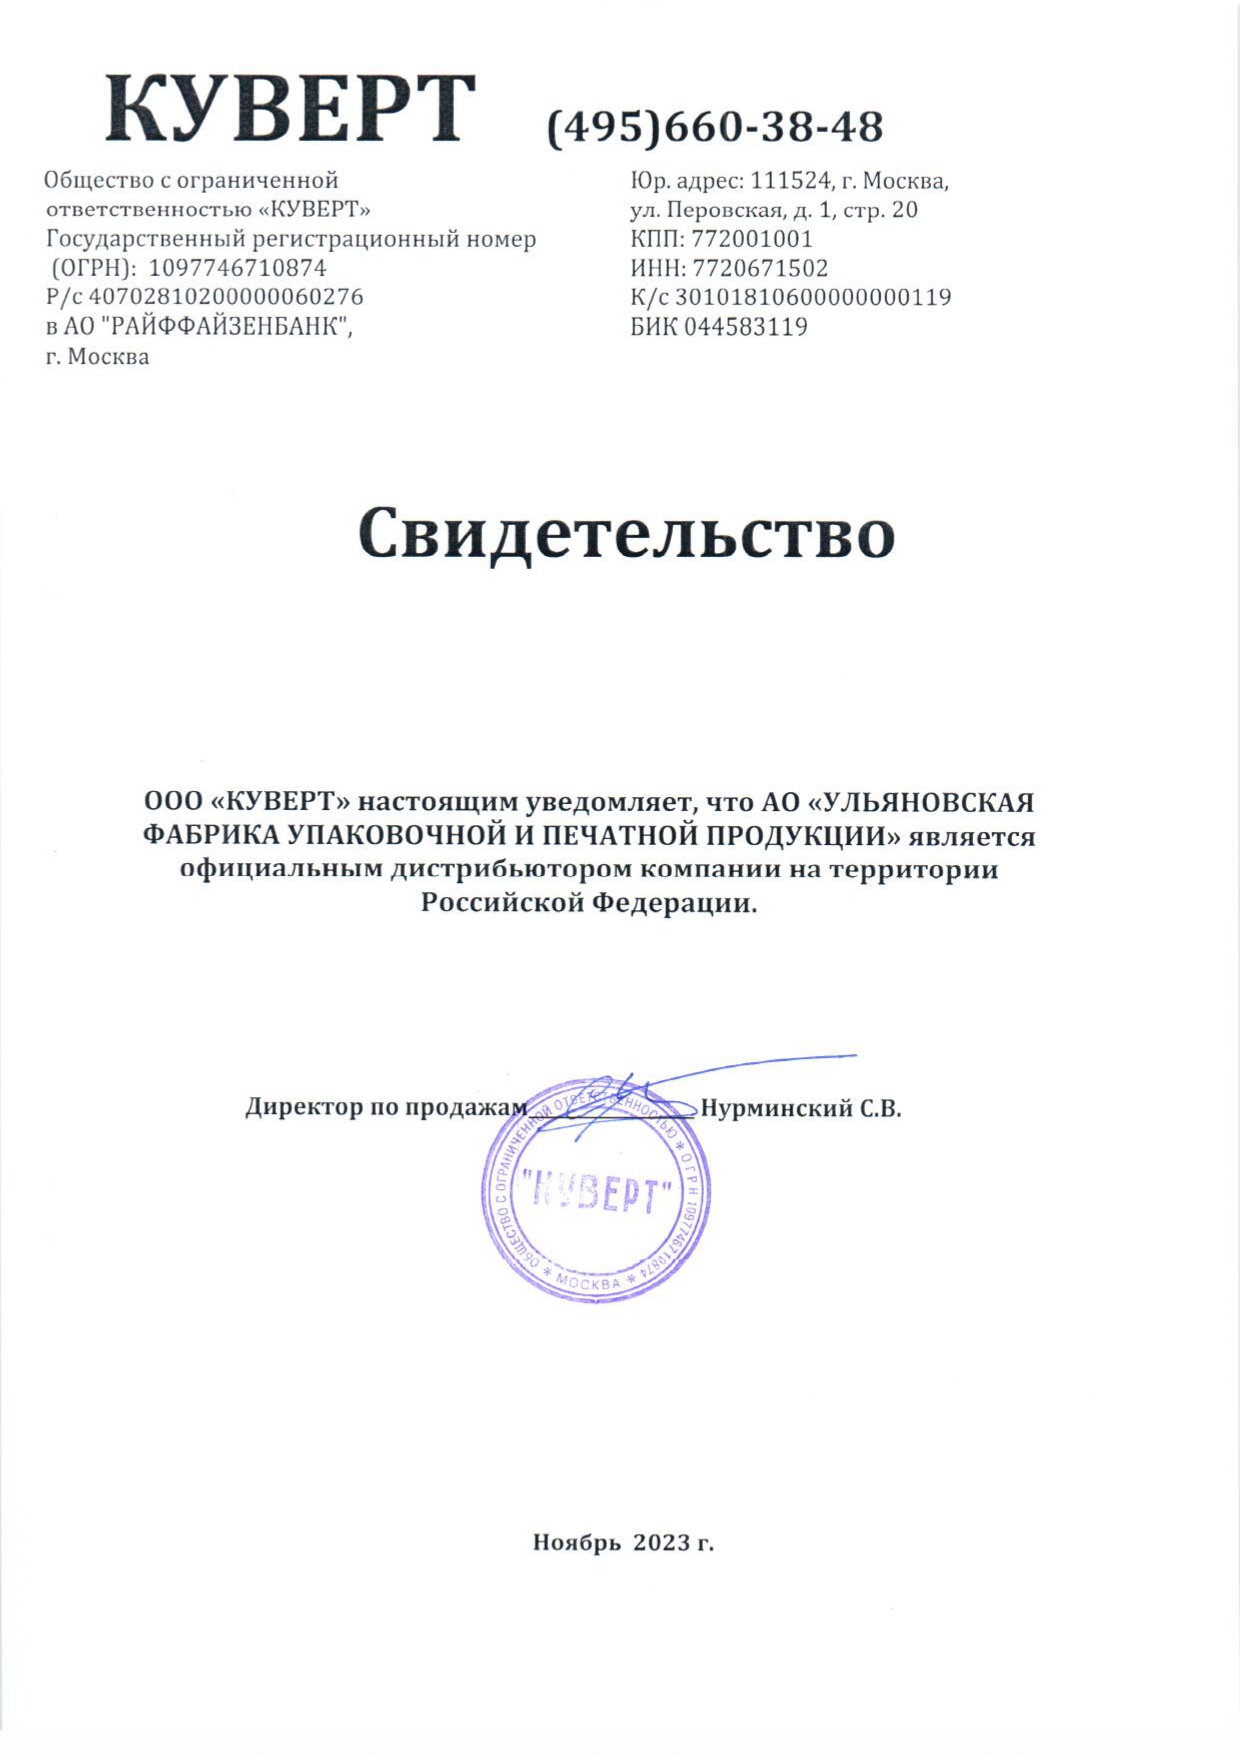 КУВЕРТ (495)660-38-48
Общество с ограниченной
ответственностью «КУВЕРТ»
Государственный регистрационный номер
(ОГРН): 1097746710874
Р/с 40702810200000060276
в АО "РАЙФФАЙЗЕНБАНК",
г. Москва
Юр. адрес: 111524, г. Москва,
ул. Перовская, д. 1, стр. 20
КПП: 772001001
ИНН: 7720671502
К/с 30101810600000000119
БИК 044583119
Свидетельство
ООО «КУВЕРТ» настоящим уведомляет, что АО «УЛЬЯНОВСКАЯ
ФАБРИКА УПАКОВОЧНОЙ И ПЕЧАТНОЙ ПРОДУКЦИИ» является
официальным дистрибьютором компании на территории
Российской Федерации.
Директор по продажам Нурминский С.В.
ОБЩЕСТВО С ОГРАНИЧЕННОЙ ОТВЕТСТВЕННОСТЬЮ * ОГРН 1097746710874 * МОСКВА *
"КУВЕРТ"
Ноябрь 2023 г.